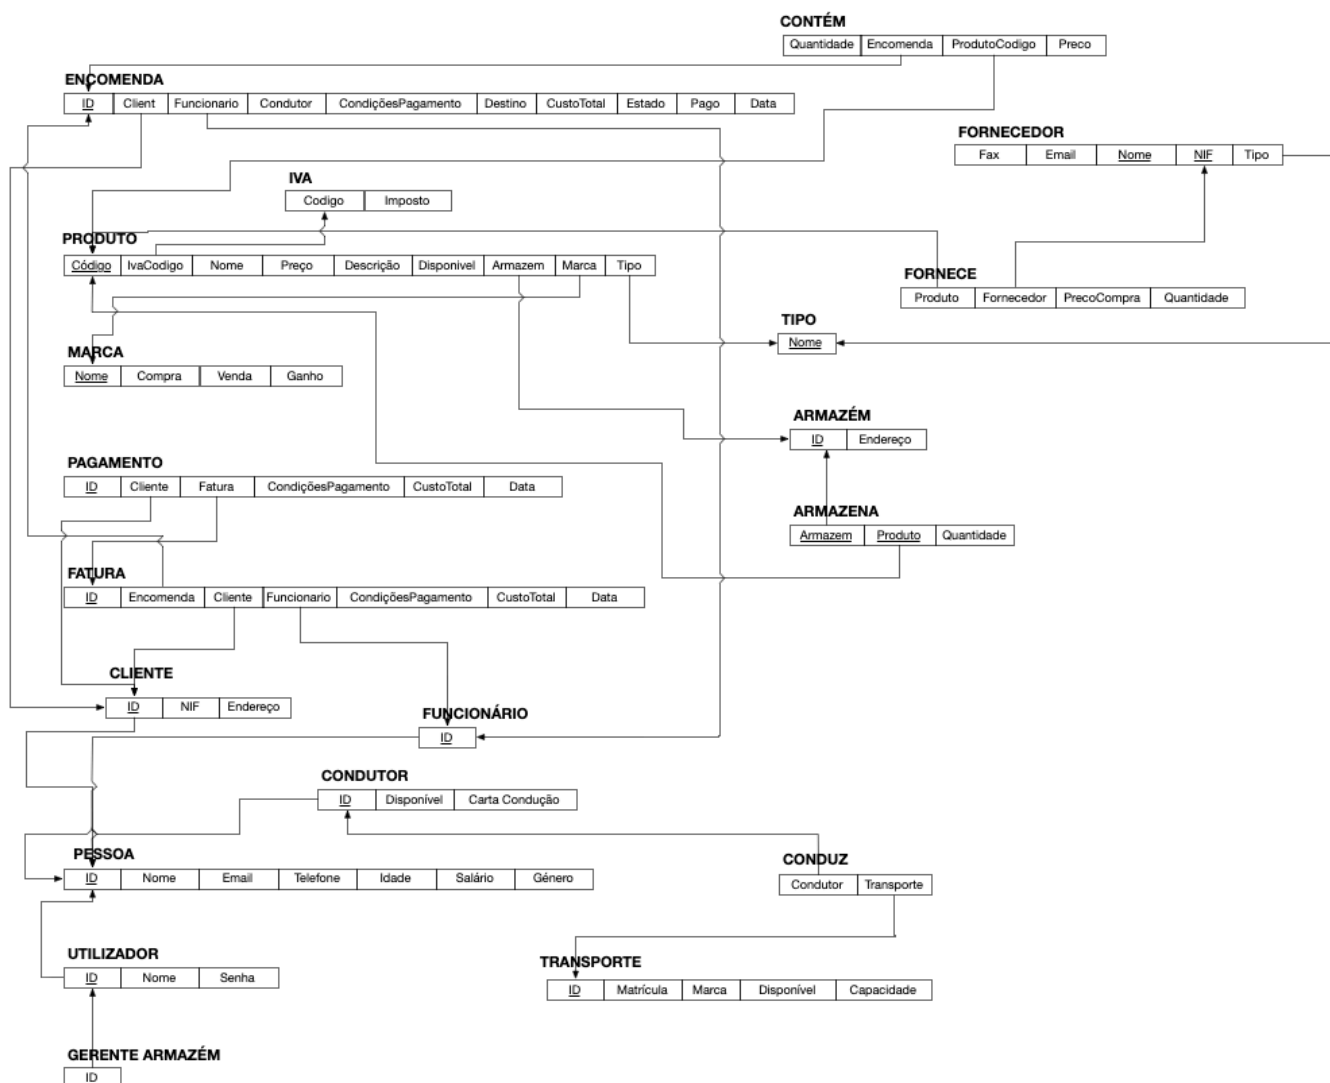 CONTÉM
Quantidade Encomenda ProdutoCodigo Preco
ENCOMENDA
ID Client Funcionario Condutor CondiçõesPagamento Destino CustoTotal Estado Pago Data
FORNECEDOR
Fax Email Nome NIF Tipo
IVA
Codigo Imposto
PRODUTO
Código IvaCodigo Nome Preço Descrição Disponivel Armazem Marca Tipo
FORNECE
Produto Fornecedor PrecoCompra Quantidade
TIPO
Nome
MARCA
Nome Compra Venda Ganho
ARMAZÉM
ID Endereço
PAGAMENTO
ID Cliente Fatura CondiçõesPagamento CustoTotal Data
ARMAZENA
Armazem Produto Quantidade
FATURA
ID Encomenda Cliente Funcionario CondiçõesPagamento CustoTotal Data
CLIENTE
ID NIF Endereço
FUNCIONÁRIO
ID
CONDUTOR
ID Disponível Carta Condução
PESSOA
ID Nome Email Telefone Idade Salário Género
CONDUZ
Condutor Transporte
UTILIZADOR
ID Nome Senha
TRANSPORTE
ID Matrícula Marca Disponível Capacidade
GERENTE ARMAZÉM
ID